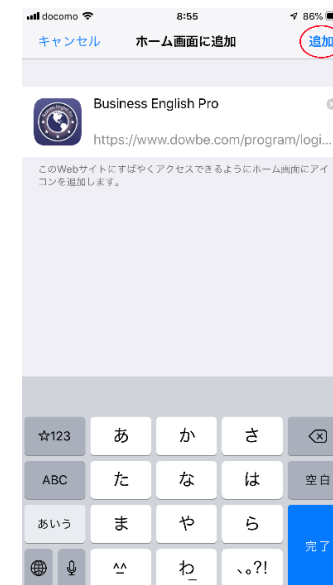 docomo 8:55 86%
キャンセル ホーム画面に追加 追加
Business English Pro
https://www.dowbe.com/program/logi...
このWebサイトにすばやくアクセスできるようにホーム画面にアイ
コンを追加します。
☆123 あ か さ
ABC た な は 空白
あいう ま や ら
^^ わ 、。?! 完了